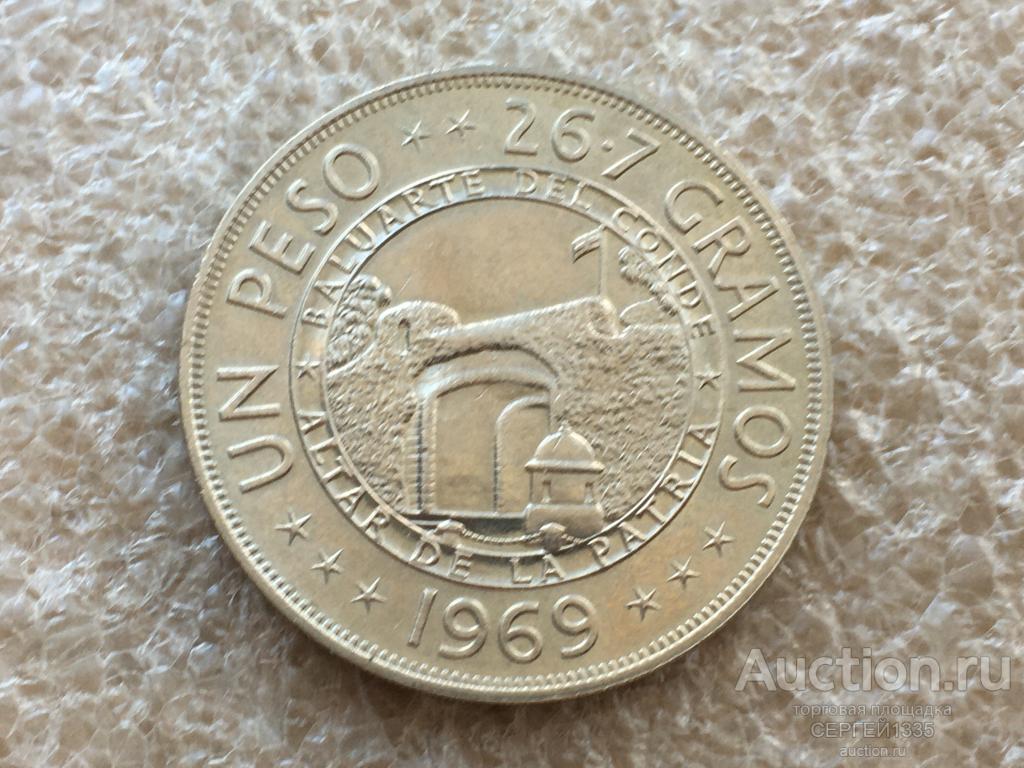 UN PESO ★★ 26·7 GRAMOS
★ BALUARTE DEL CONDE ★
ALTAR DE LA PATRIA
★★★ 1969 ★★★
Auction.ru
торговая площадка
СЕРГЕЙ1335
auction.ru